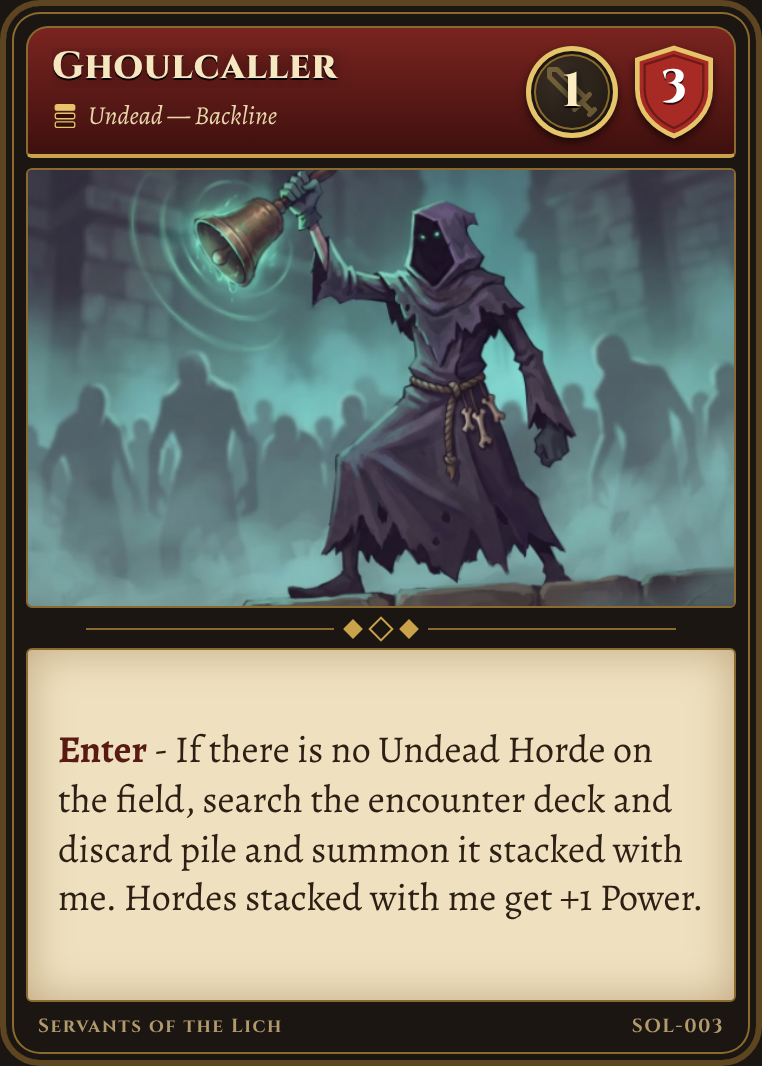 Ghoulcaller
Undead — Backline
1
3
Enter - If there is no Undead Horde on
the field, search the encounter deck and
discard pile and summon it stacked with
me. Hordes stacked with me get +1 Power.
Servants of the Lich
SOL-003